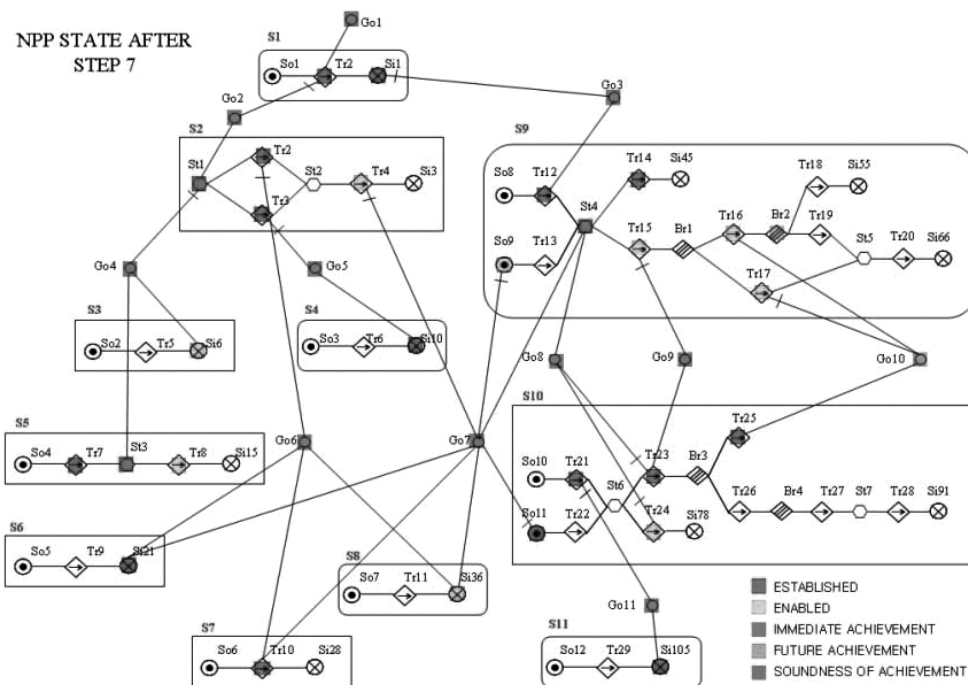 NPP STATE AFTER
STEP 7
Go1
S1
So1
Tr2
Si1
Go2
Go3
S2
St1
Tr2
St2
Tr4
Si3
Tr3
S9
So8
Tr12
Tr14
Si45
St4
So9
Tr13
Tr15
Br1
Tr16
Br2
Tr18
Si55
Tr19
St5
Tr20
Si66
Tr17
Go4
Go5
S3
So2
Tr5
Si6
S4
So3
Tr6
Si10
Go8
Go9
Go10
S5
So4
Tr7
St3
Tr8
Si15
Go6
Go7
S10
So10
Tr21
St6
Tr23
Br3
Tr25
So11
Tr22
Tr24
Si78
Tr26
Br4
Tr27
St7
Tr28
Si91
S6
So5
Tr9
Si21
S8
So7
Tr11
Si36
S7
So6
Tr10
Si28
Go11
S11
So12
Tr29
Si105
ESTABLISHED
ENABLED
IMMEDIATE ACHIEVEMENT
FUTURE ACHIEVEMENT
SOUNDNESS OF ACHIEVEMENT